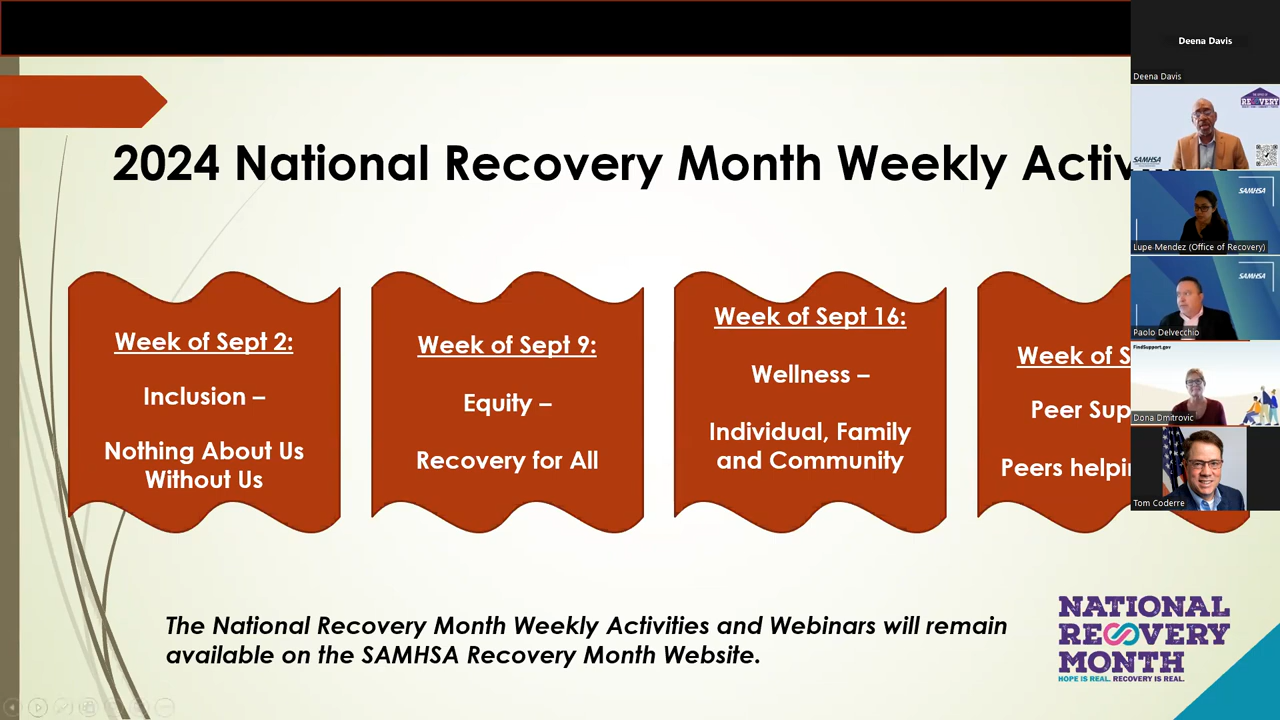 2024 National Recovery Month Weekly
Week of Sept 2:
Inclusion –
Nothing About Us
Without Us
Week of Sept 9:
Equity –
Recovery for All
Week of Sept 16:
Wellness –
Individual, Family
and Community
Week of S
Peer Sup
Peers helpin
The National Recovery Month Weekly Activities and Webinars will remain
available on the SAMHSA Recovery Month Website.
NATIONAL
RECOVERY
MONTH
HOPE IS REAL. RECOVERY IS REAL.
Deena Davis
Deena Davis
RECOVERY
SAMHSA
SAMHSA
Lupe Mendez (Office of Recovery)
SAMHSA
Paolo Delvecchio
FindSupport.gov
Dona Dmitrovic
Tom Coderre